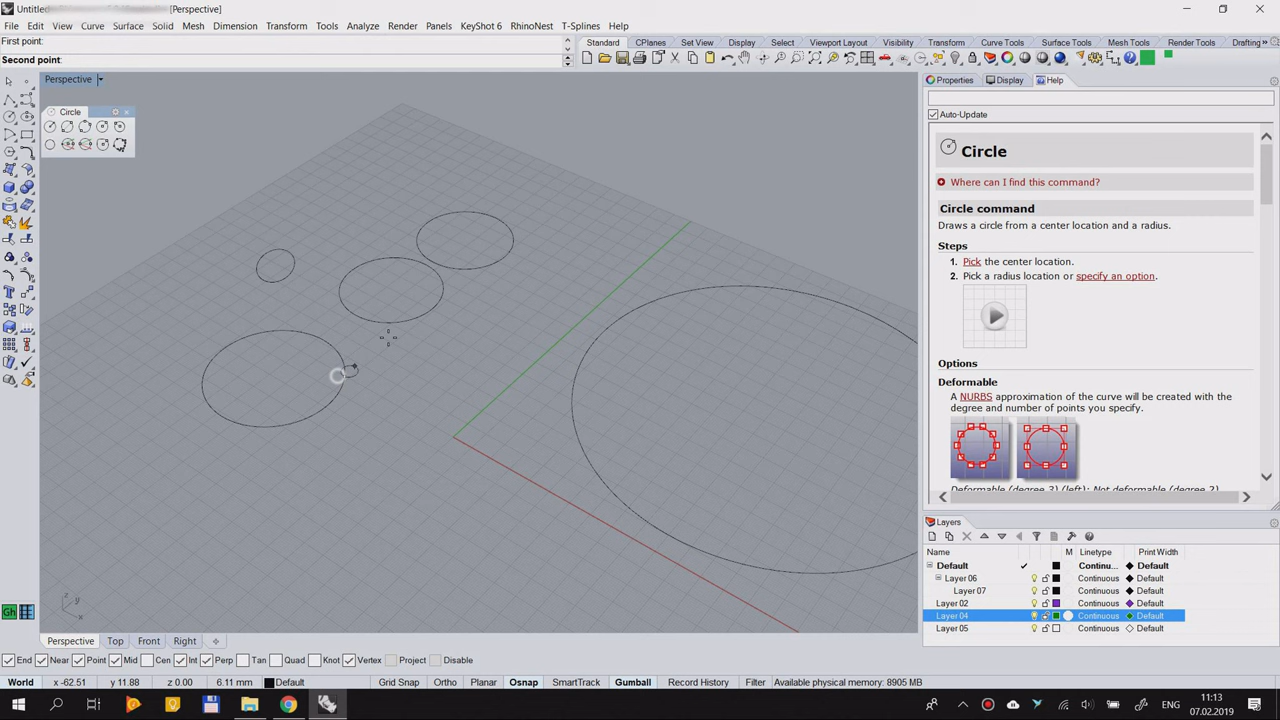 Untitled
[Perspective]
File Edit View Curve Surface Solid Mesh Dimension Transform Tools Analyze Render Panels KeyShot 6 RhinoNest T-Splines Help
First point:
Second point:
Standard CPlanes Set View Display Select Viewport Layout Visibility Transform Curve Tools Surface Tools Mesh Tools Render Tools Drafting
Perspective
Circle
Properties Display Help
Auto-Update
Circle
Where can I find this command?
Circle command
Draws a circle from a center location and a radius.
Steps
1. Pick the center location.
2. Pick a radius location or specify an option.
Options
Deformable
A NURBS approximation of the curve will be created with the
degree and number of points you specify.
Deformable (degree 3) (left); Not deformable (degree 2)
Layers
Name M Linetype Print Width
Default Continu... Default
Layer 06 Continuous Default
Layer 07 Continuous Default
Layer 02 Continuous Default
Layer 04 Continuous Default
Layer 05 Continuous Default
z y x
Gh
Perspective Top Front Right
End Near Point Mid Cen Int Perp Tan Quad Knot Vertex Project Disable
World x -62.51 y 11.88 z 0.00 6.11 mm Default Grid Snap Ortho Planar Osnap SmartTrack Gumball Record History Filter Available physical memory: 8905 MB
ENG 11:13
07.02.2019